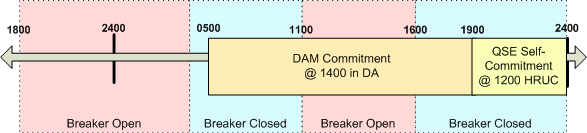 1800 2400 0500 1100 1600 1900 2400
DAM Commitment
@ 1400 in DA
QSE Self-
Commitment
@ 1200 HRUC
Breaker Open Breaker Closed Breaker Open Breaker Closed